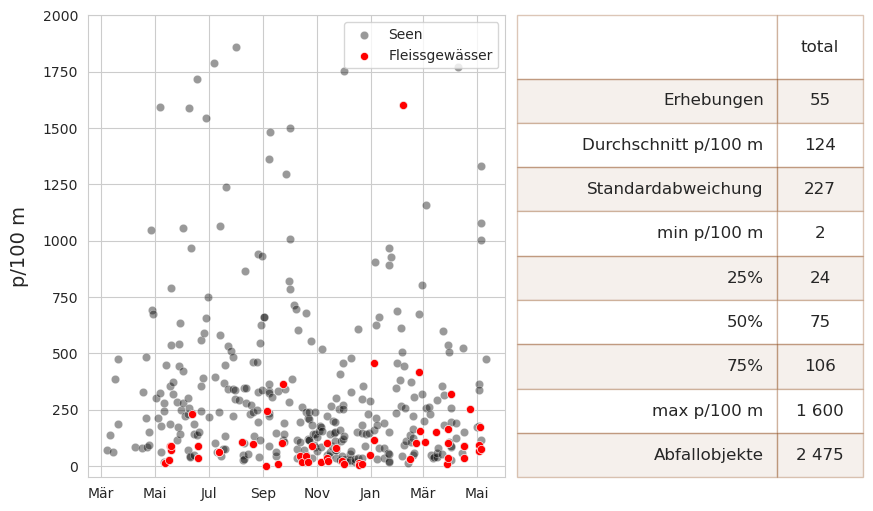 2000
1750
1500
1250
1000
750
500
250
0
p/100 m
Mär Mai Jul Sep Nov Jan Mär Mai
Seen
Fleissgewässer
total
Erhebungen 55
Durchschnitt p/100 m 124
Standardabweichung 227
min p/100 m 2
25% 24
50% 75
75% 106
max p/100 m 1 600
Abfallobjekte 2 475